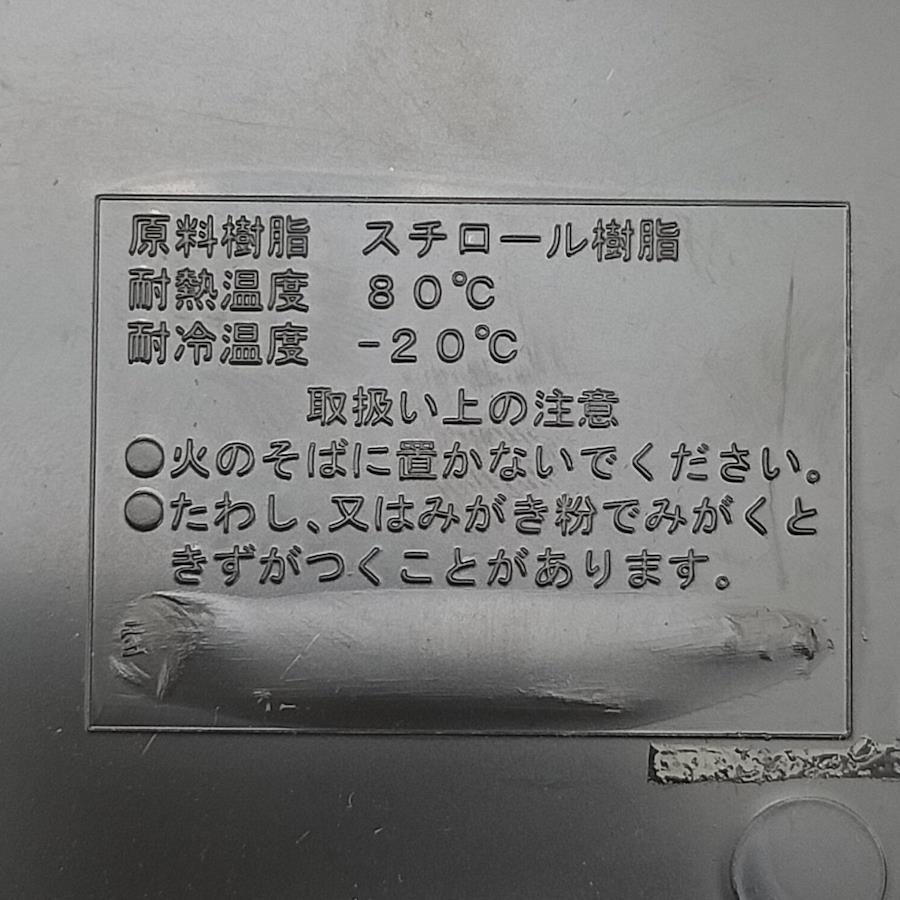 原料樹脂　スチロール樹脂
耐熱温度　８０℃
耐冷温度　－２０℃
取扱い上の注意
●火のそばに置かないでください。
●たわし、又はみがき粉でみがくと
きずがつくことがあります。